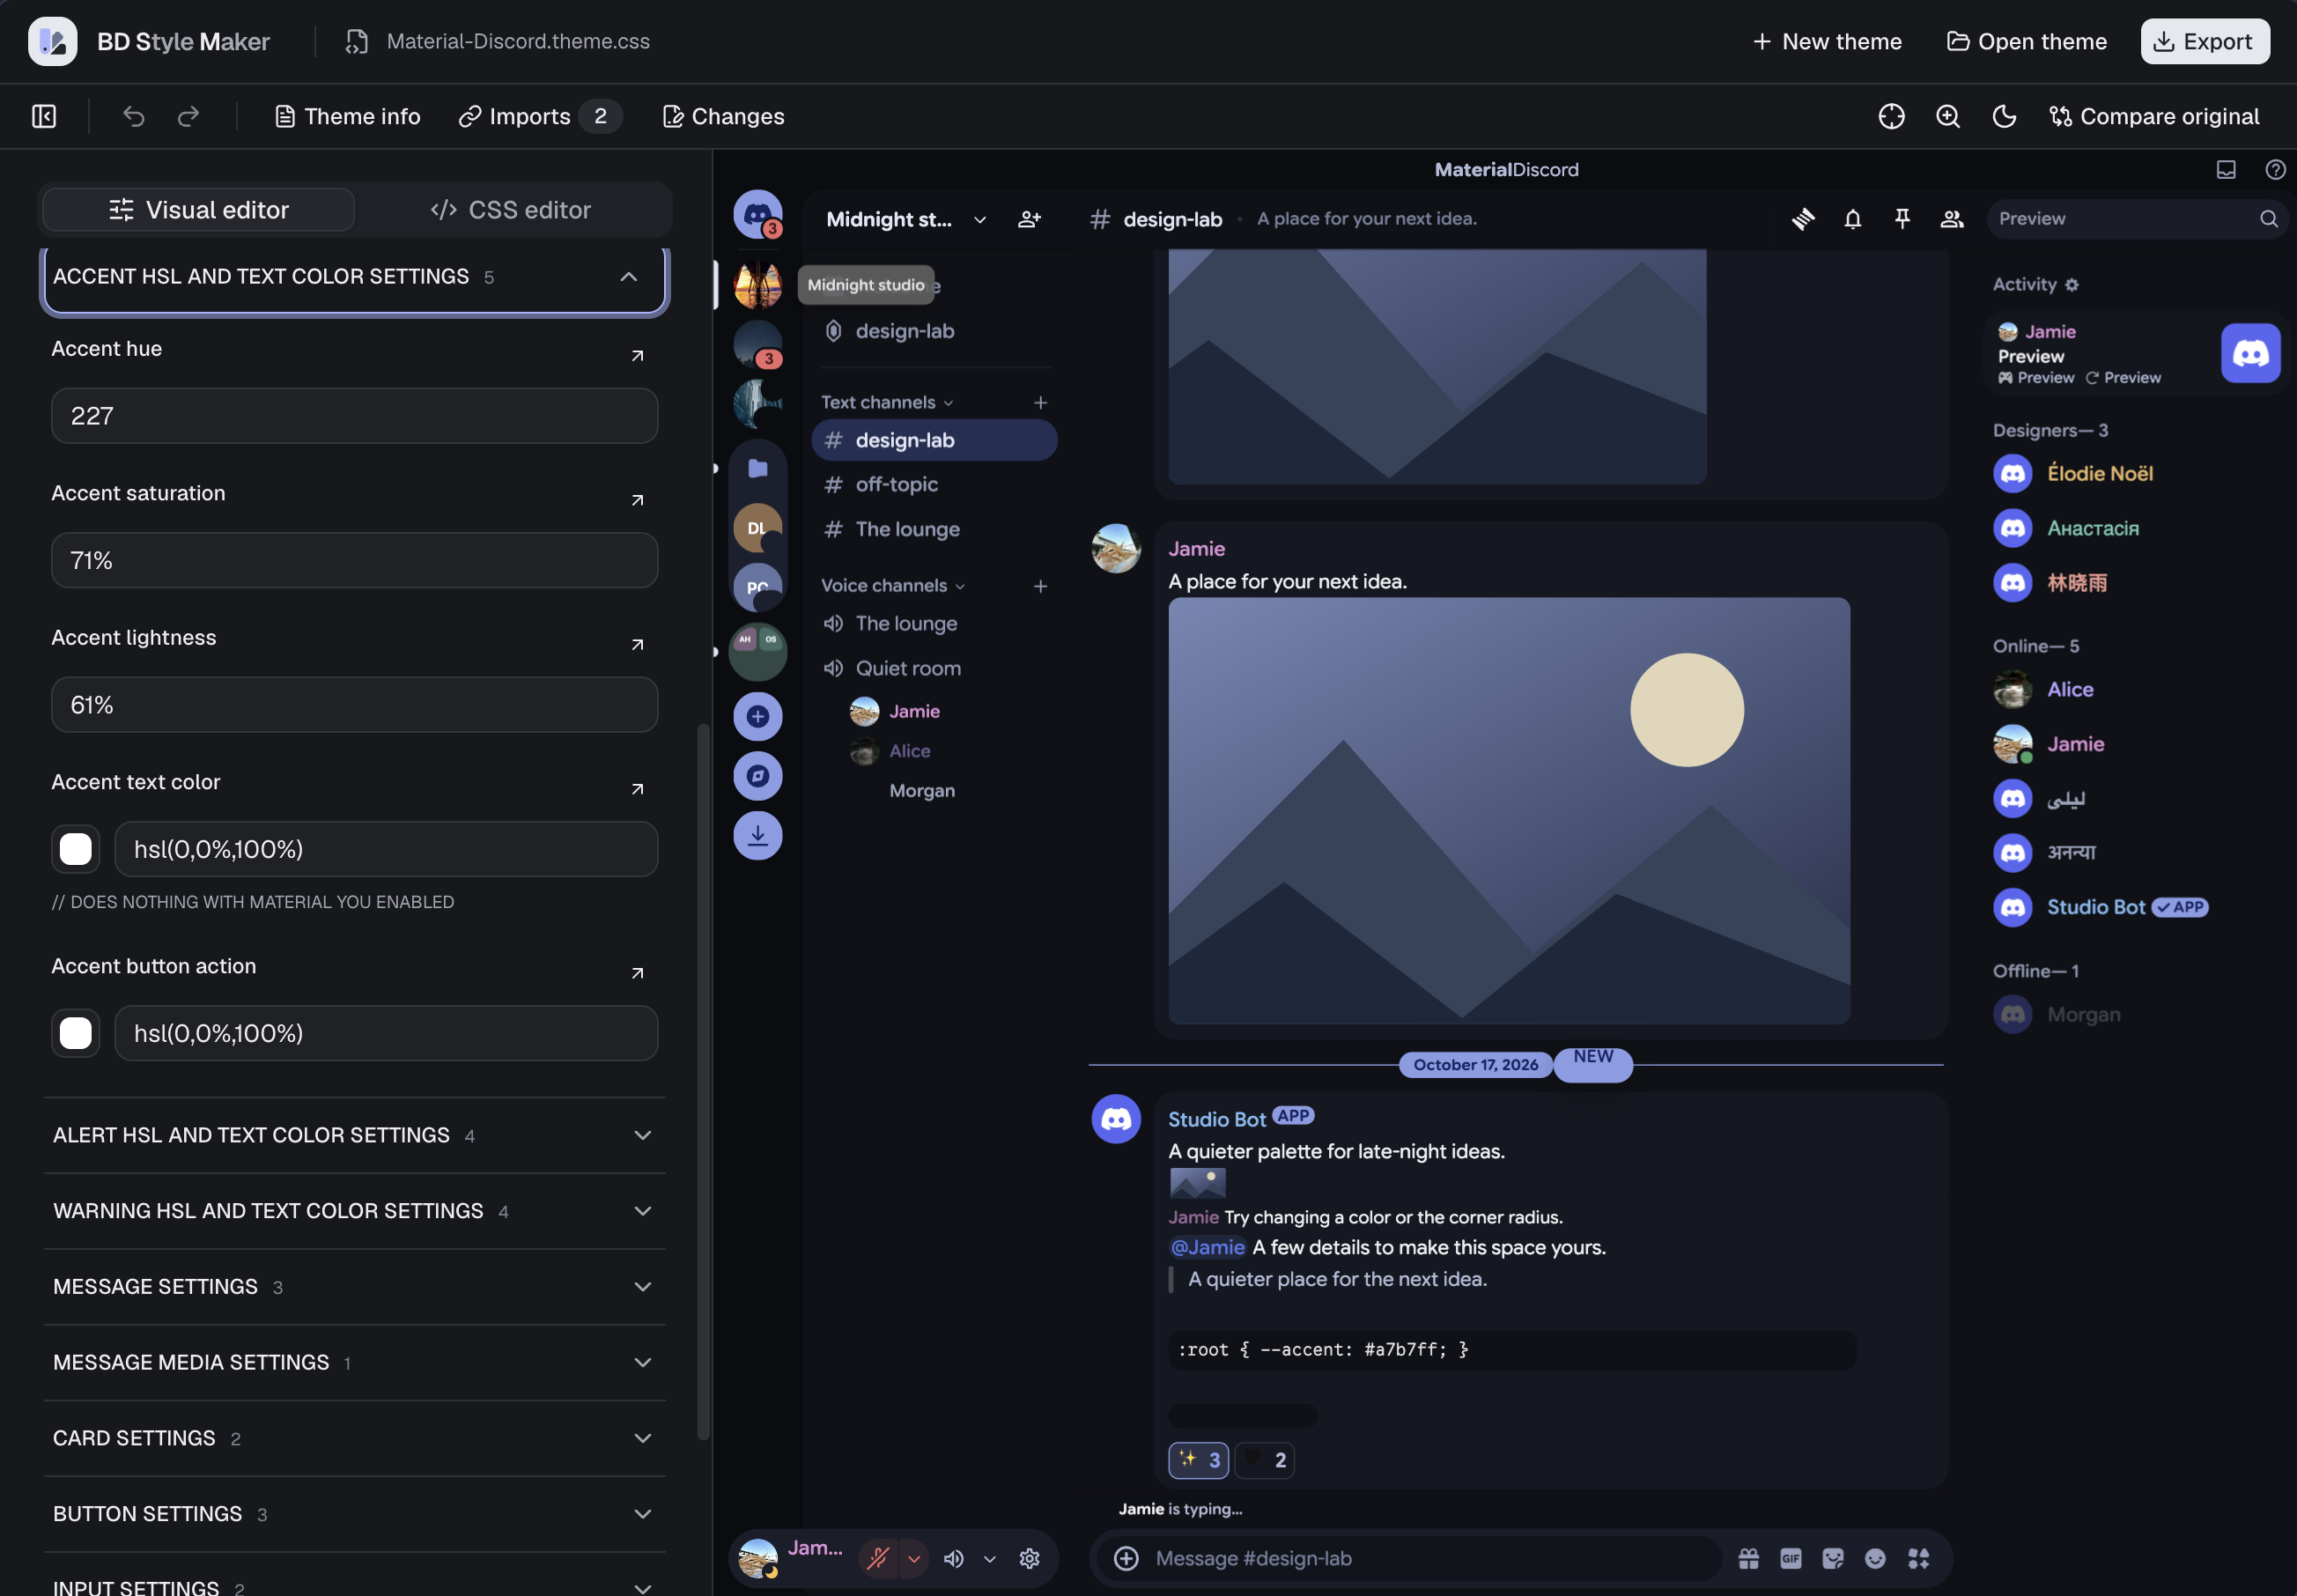 BD Style Maker
Material-Discord.theme.css
New theme
Open theme
Export
Theme info
Imports 2
Changes
Compare original
Visual editor
CSS editor
ACCENT HSL AND TEXT COLOR SETTINGS 5
Accent hue
227
Accent saturation
71%
Accent lightness
61%
Accent text color
hsl(0,0%,100%)
// DOES NOTHING WITH MATERIAL YOU ENABLED
Accent button action
hsl(0,0%,100%)
ALERT HSL AND TEXT COLOR SETTINGS 4
WARNING HSL AND TEXT COLOR SETTINGS 4
MESSAGE SETTINGS 3
MESSAGE MEDIA SETTINGS 1
CARD SETTINGS 2
BUTTON SETTINGS 3
INPUT SETTINGS 2
MaterialDiscord
3
3
DL
PC
AH OS
Midnight st...
Midnight studio
design-lab
Text channels
+
# design-lab
# off-topic
# The lounge
Voice channels
+
The lounge
Quiet room
Jamie
Alice
Morgan
Jam...
# design-lab
A place for your next idea.
Preview
Jamie
A place for your next idea.
October 17, 2026
NEW
Studio Bot APP
A quieter palette for late-night ideas.
Jamie Try changing a color or the corner radius.
@Jamie A few details to make this space yours.
A quieter place for the next idea.
:root { --accent: #a7b7ff; }
3
2
Jamie is typing...
Message #design-lab
GIF
Activity
Jamie
Preview
Preview Preview
Designers— 3
Élodie Noël
Анастасія
林晓雨
Online— 5
Alice
Jamie
ليلى
अनन्या
Studio Bot APP
Offline— 1
Morgan